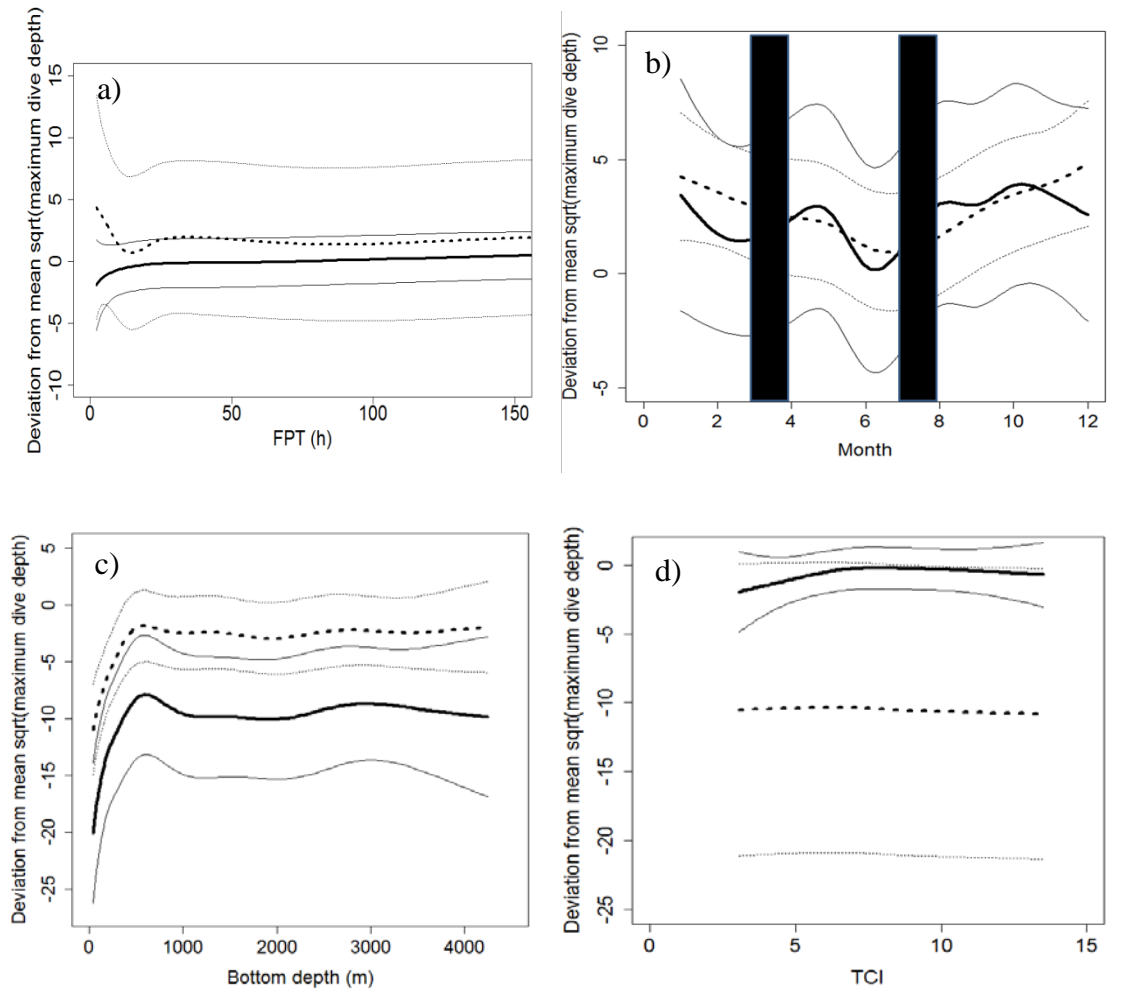 a)
Deviation from mean sqrt(maximum dive depth)
15
10
5
0
-5
-10
0 50 100 150
FPT (h)
b)
Deviation from mean sqrt(maximum dive depth)
10
5
0
-5
0 2 4 6 8 10 12
Month
c)
Deviation from mean sqrt(maximum dive depth)
5
0
-5
-10
-15
-20
-25
0 1000 2000 3000 4000
Bottom depth (m)
d)
Deviation from mean sqrt(maximum dive depth)
0
-5
-10
-15
-20
-25
0 5 10 15
TCI